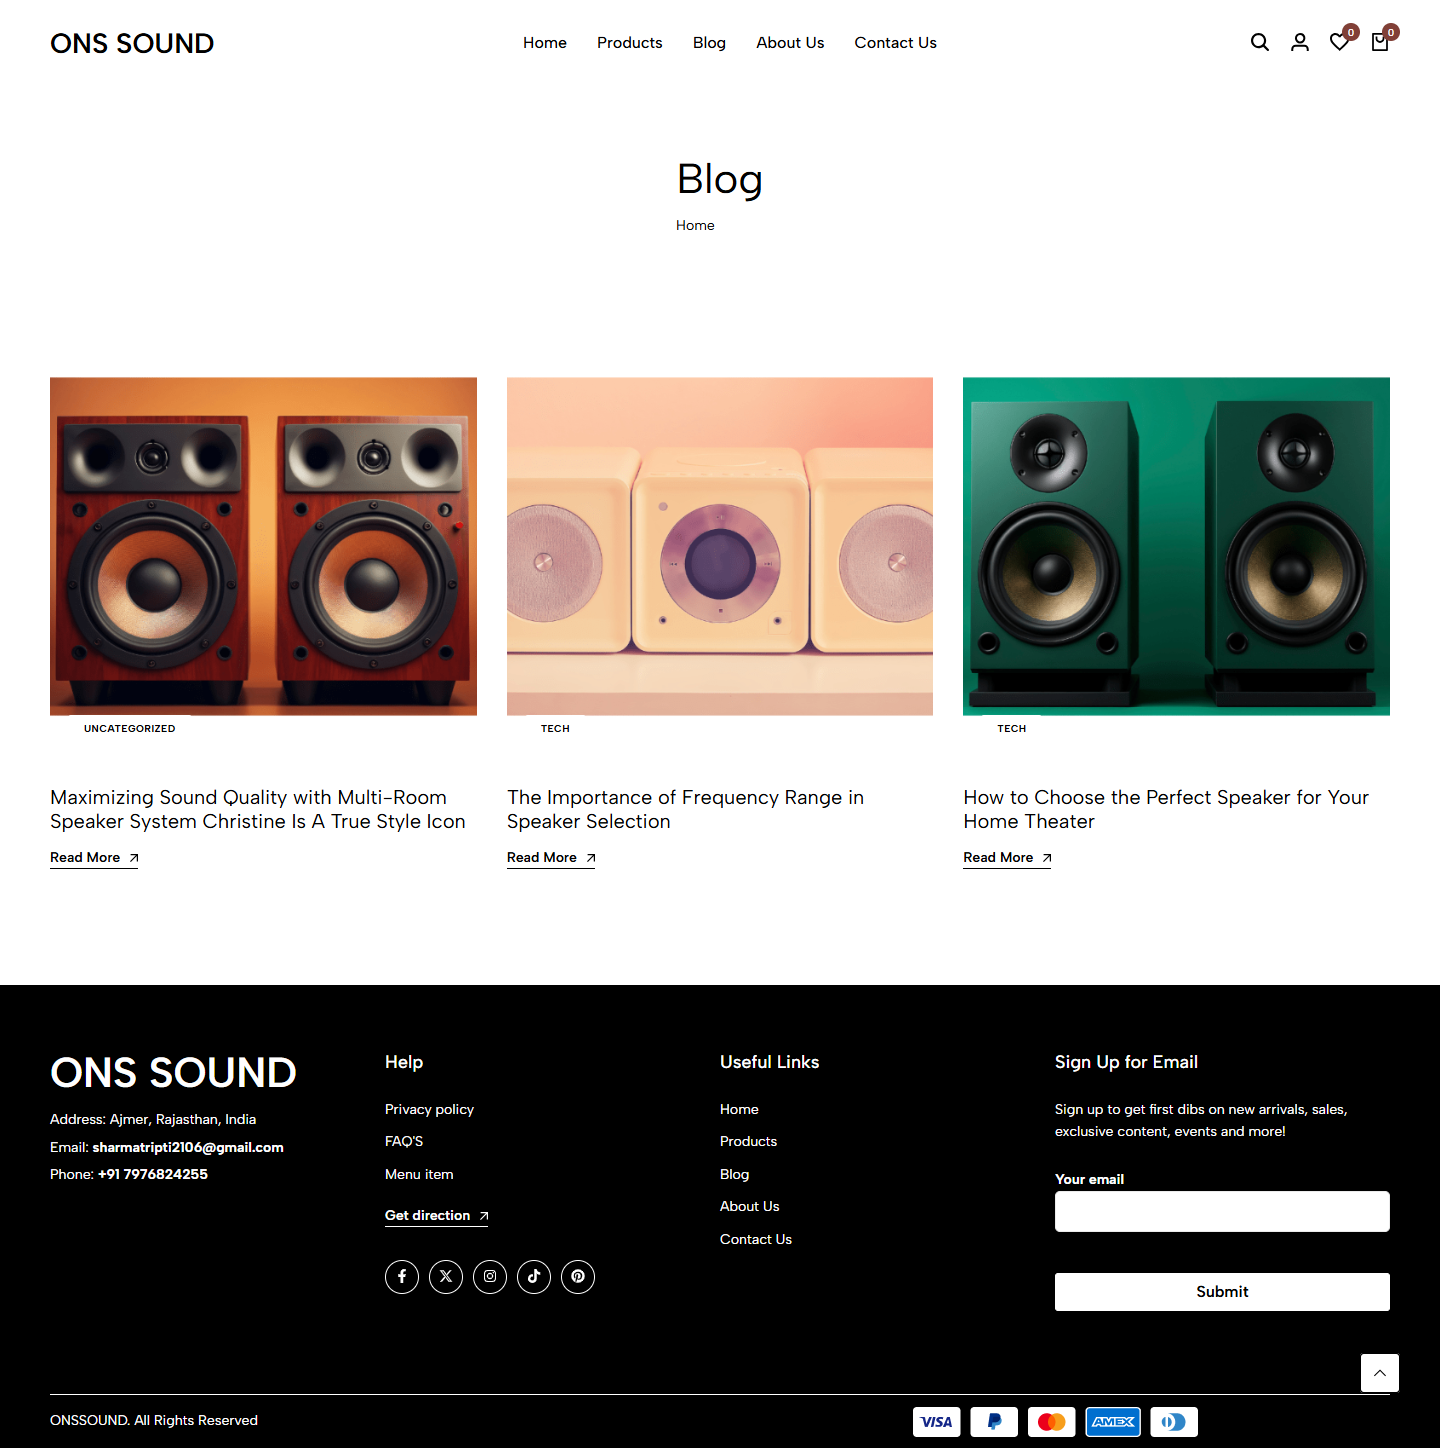 ONS SOUND
Home
Products
Blog
About Us
Contact Us
0
0
Blog
Home
UNCATEGORIZED
Maximizing Sound Quality with Multi-Room
Speaker System Christine Is A True Style Icon
Read More
TECH
The Importance of Frequency Range in
Speaker Selection
Read More
TECH
How to Choose the Perfect Speaker for Your
Home Theater
Read More
ONS SOUND
Address: Ajmer, Rajasthan, India
Email: sharmatripti2106@gmail.com
Phone: +91 7976824255
Help
Privacy policy
FAQ'S
Menu item
Get direction
Useful Links
Home
Products
Blog
About Us
Contact Us
Sign Up for Email
Sign up to get first dibs on new arrivals, sales,
exclusive content, events and more!
Your email
Submit
ONSSOUND. All Rights Reserved
VISA
AMEX